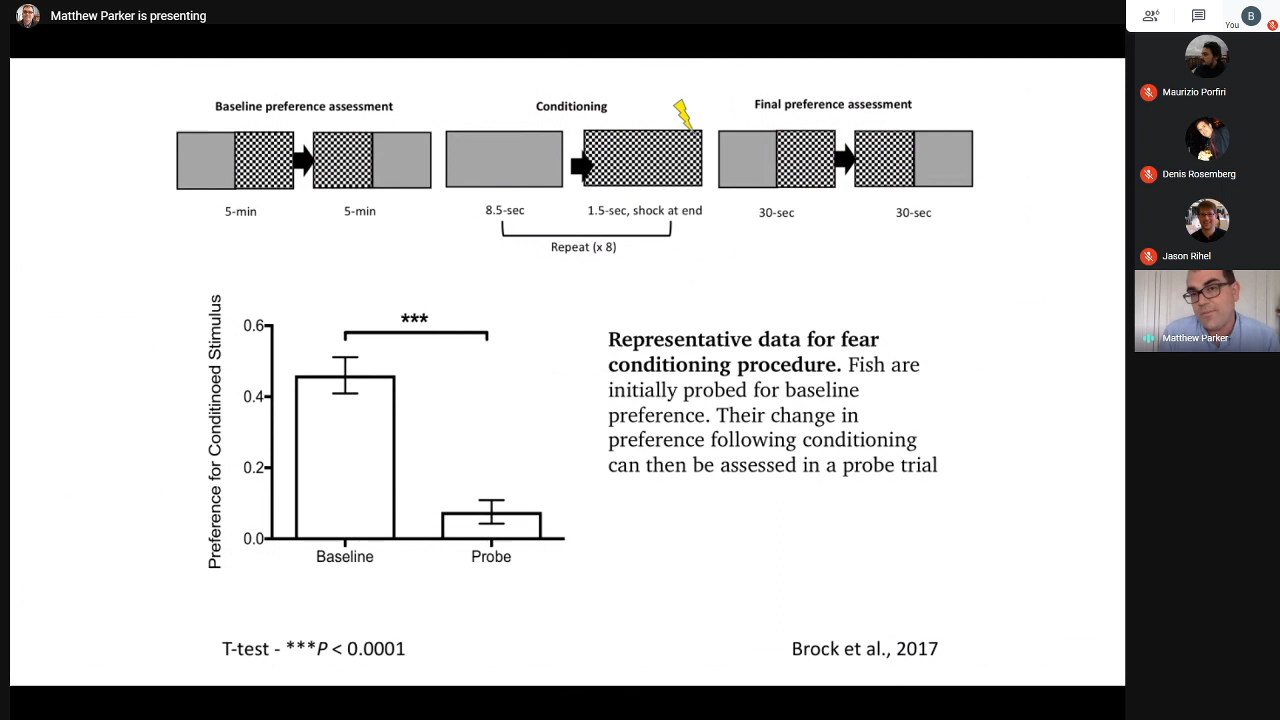 Matthew Parker is presenting
6
B
You
Baseline preference assessment
Conditioning
Final preference assessment
5-min
5-min
8.5-sec
1.5-sec, shock at end
30-sec
30-sec
Repeat (x 8)
Preference for Conditinoed Stimulus
0.6
0.4
0.2
0.0
***
Baseline
Probe
Representative data for fear
conditioning procedure. Fish are
initially probed for baseline
preference. Their change in
preference following conditioning
can then be assessed in a probe trial
T-test - ***P < 0.0001
Brock et al., 2017
Maurizio Porfiri
Denis Rosemberg
Jason Rihel
Matthew Parker